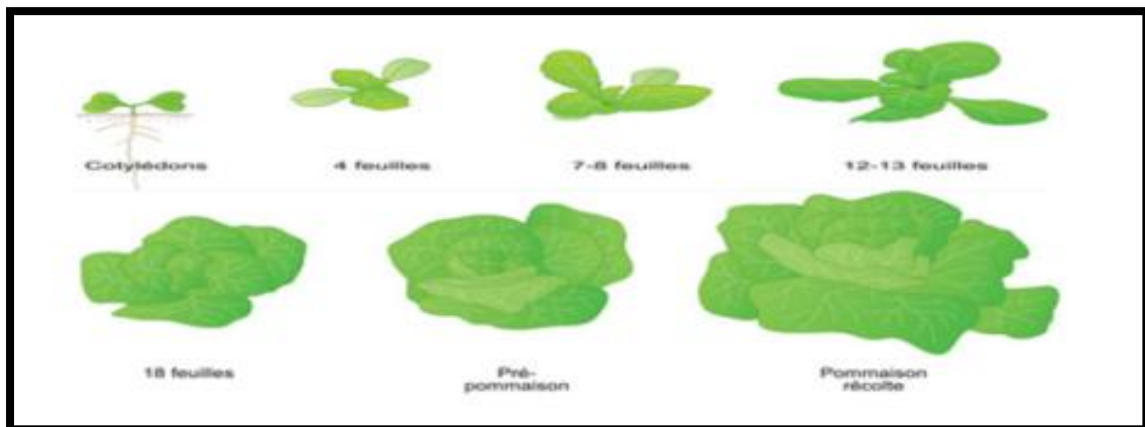 Cotylédons
4 feuilles
7-8 feuilles
12-13 feuilles
18 feuilles
Pré-
pommaison
Pommaison
récolte